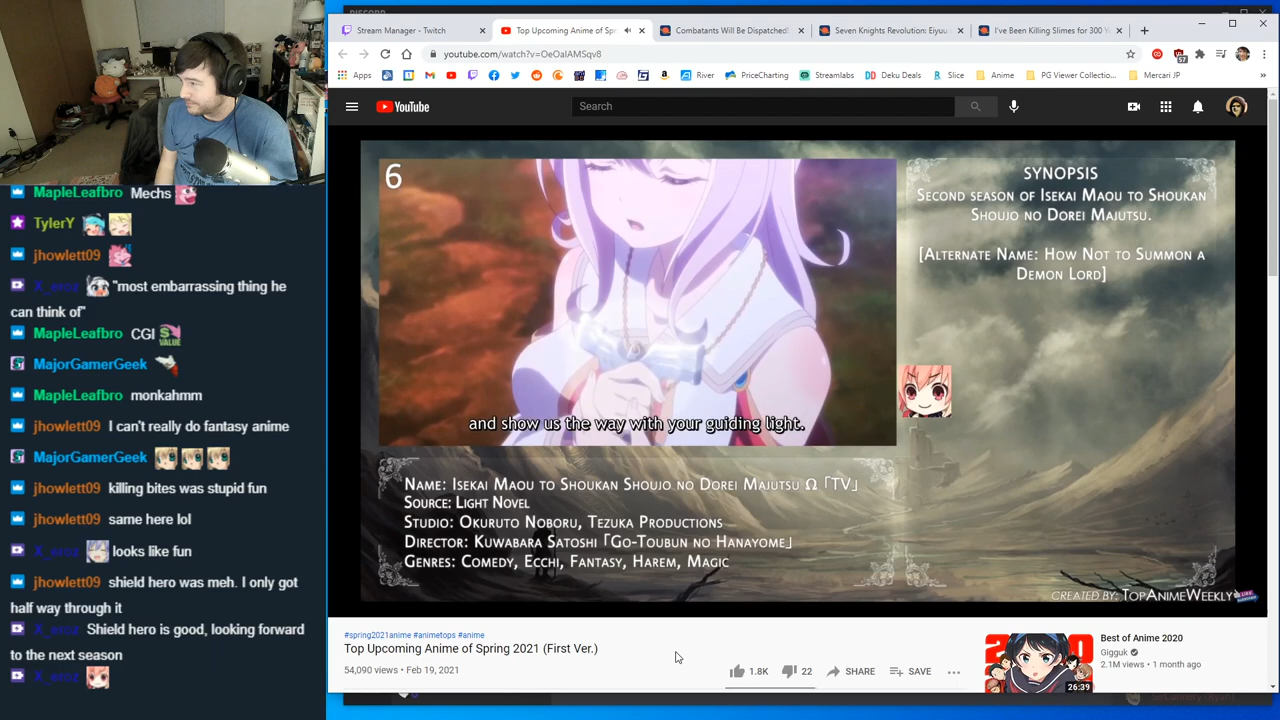 DISCORD
Stream Manager - Twitch
Top Upcoming Anime of Spr
Combatants Will Be Dispatched!
Seven Knights Revolution: Eiyuu
I've Been Killing Slimes for 300 Y
youtube.com/watch?v=OeOaIAMSqv8
57
Apps
River
PriceCharting
Streamlabs
Deku Deals
Slice
Anime
PG Viewer Collectio...
Mercari JP
YouTube
Search
MapleLeafbro Mechs
TylerY
jhowlett09
X_eroz "most embarrassing thing he
can think of"
MapleLeafbro CGI
VALUE
MajorGamerGeek
MapleLeafbro monkahmm
jhowlett09 I can't really do fantasy anime
MajorGamerGeek
jhowlett09 killing bites was stupid fun
jhowlett09 same here lol
X_eroz looks like fun
jhowlett09 shield hero was meh. I only got
half way through it
X_eroz Shield hero is good, looking forward
to the next season
X_eroz
6
and show us the way with your guiding light.
SYNOPSIS
Second season of Isekai Maou to Shoukan
Shoujo no Dorei Majutsu.
[Alternate Name: How Not to Summon a
Demon Lord]
Name: Isekai Maou to Shoukan Shoujo no Dorei Majutsu Ω「TV」
Source: Light Novel
Studio: Okuruto Noboru, Tezuka Productions
Director: Kuwabara Satoshi「Go-Toubun no Hanayome」
Genres: Comedy, Ecchi, Fantasy, Harem, Magic
CREATED BY: TopAnimeWeekly
#spring2021anime #animetops #anime
Top Upcoming Anime of Spring 2021 (First Ver.)
54,090 views • Feb 19, 2021
1.8K
22
SHARE
SAVE
Best of Anime 2020
Gigguk
2.1M views • 1 month ago
26:39